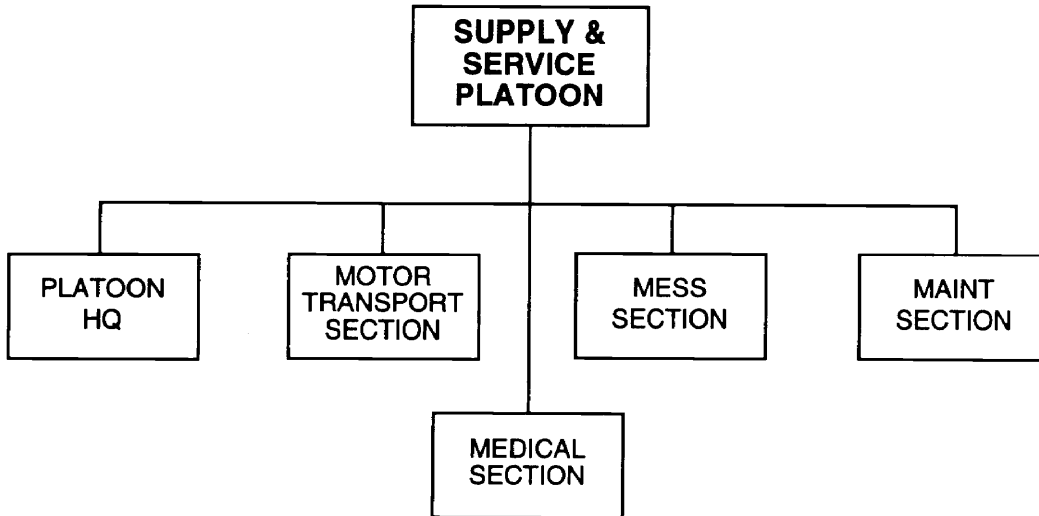 SUPPLY &
SERVICE
PLATOON
PLATOON
HQ
MOTOR
TRANSPORT
SECTION
MESS
SECTION
MAINT
SECTION
MEDICAL
SECTION